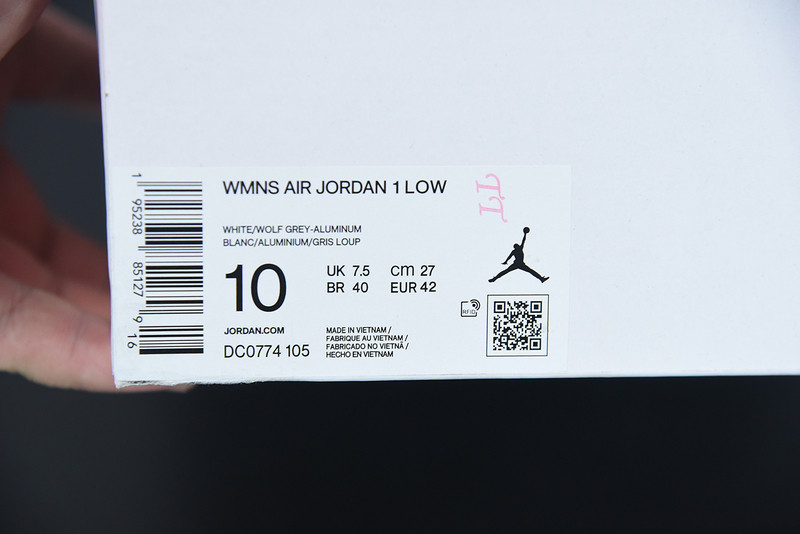 WMNS AIR JORDAN 1 LOW
WHITE/WOLF GREY-ALUMINUM
BLANC/ALUMINIUM/GRIS LOUP
10
UK 7.5 CM 27
BR 40 EUR 42
JORDAN.COM
DC0774 105
MADE IN VIETNAM /
FABRIQUE AU VIETNAM /
FABRICADO NO VIETNÃ /
HECHO EN VIETNAM
RFID
1 95238 85127 9 16